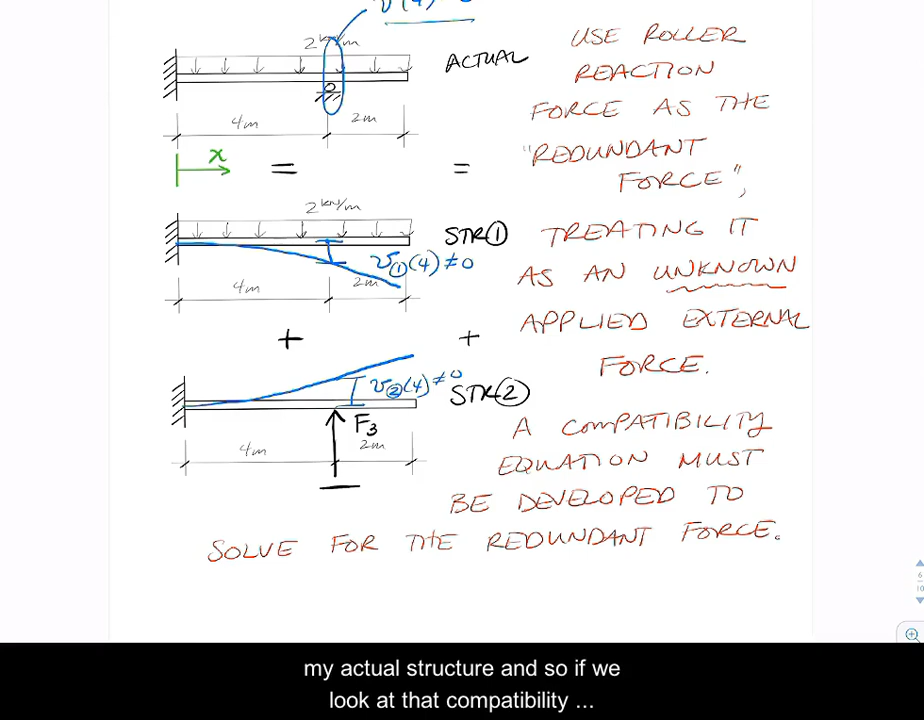 2 kN/m
ACTUAL
4m
2m
x
=
=
USE ROLLER
REACTION
FORCE AS THE
"REDUNDANT
FORCE",
TREATING IT
AS AN UNKNOWN
APPLIED EXTERNAL
FORCE.
2 kN/m
STR ①
v①(4) ≠ 0
4m
2m
+
+
v②(4) ≠ 0
STR ②
F3
4m
2m
A COMPATIBILITY
EQUATION MUST
BE DEVELOPED TO
SOLVE FOR THE REDUNDANT FORCE.
6
10
my actual structure and so if we
look at that compatibility ...